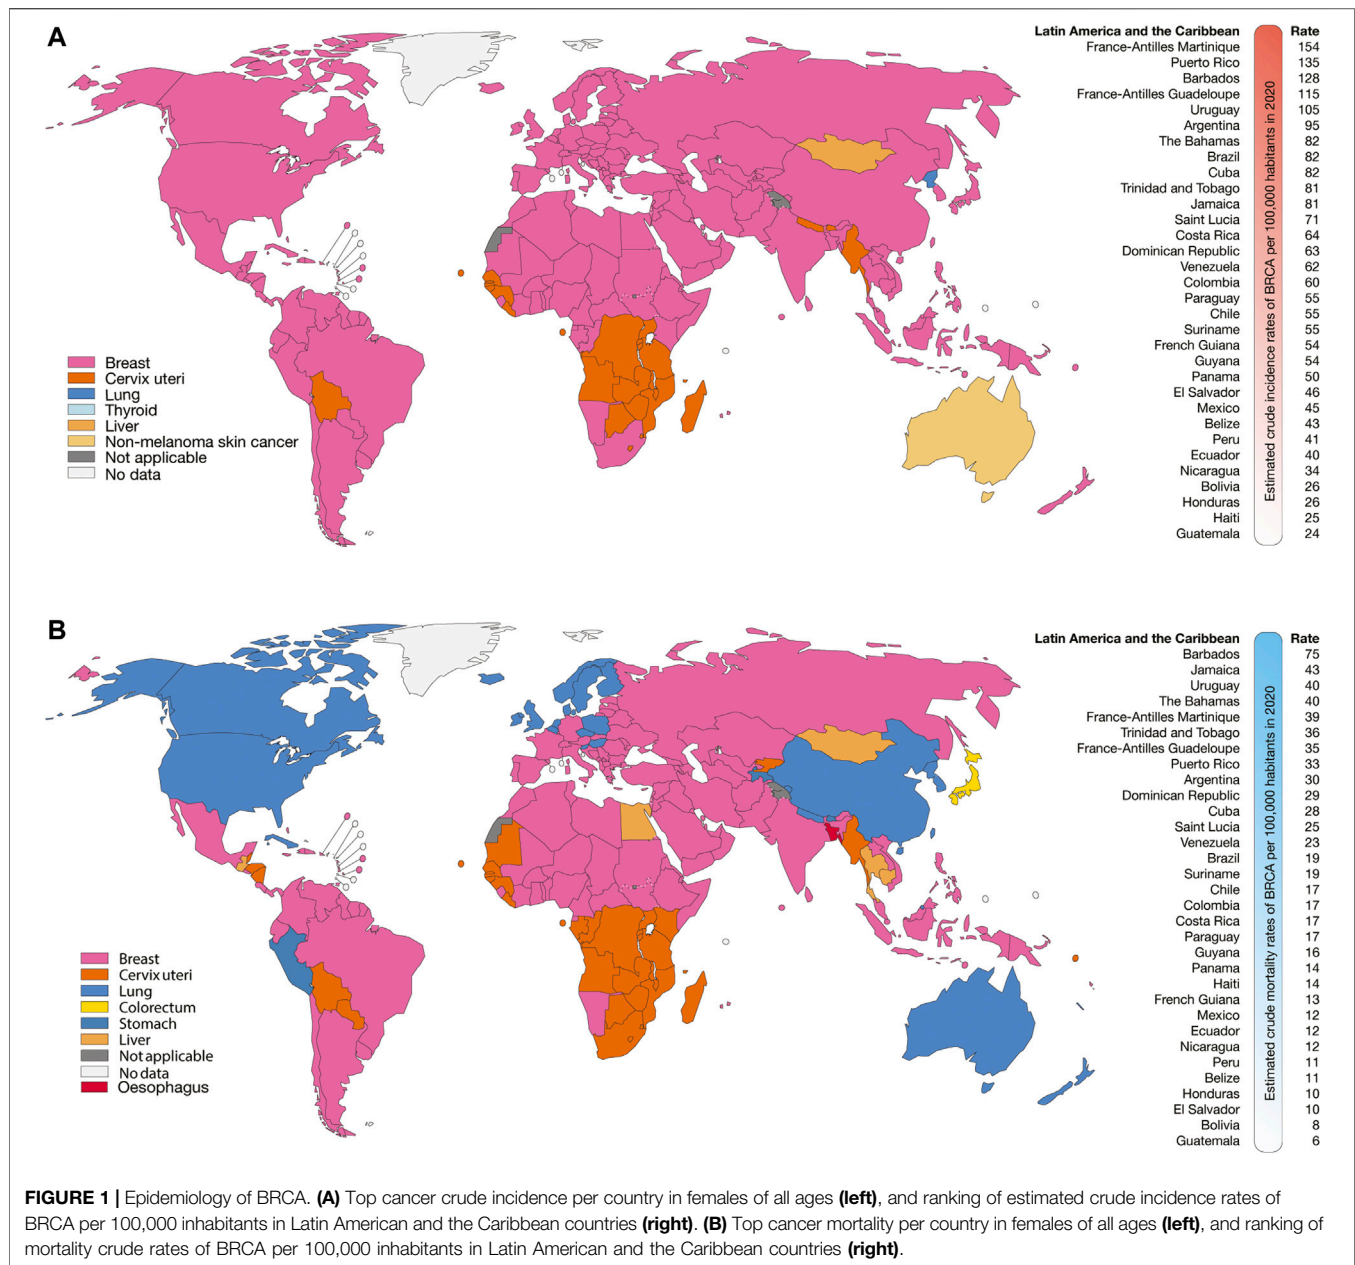 A
Latin America and the Caribbean Rate
France-Antilles Martinique 154
Puerto Rico 135
Barbados 128
France-Antilles Guadeloupe 115
Uruguay 105
Argentina 95
The Bahamas 82
Brazil 82
Cuba 82
Trinidad and Tobago 81
Jamaica 81
Saint Lucia 71
Costa Rica 64
Dominican Republic 63
Venezuela 62
Colombia 60
Paraguay 55
Chile 55
Suriname 55
French Guiana 54
Guyana 54
Panama 50
El Salvador 46
Mexico 45
Belize 43
Peru 41
Ecuador 40
Nicaragua 34
Bolivia 26
Honduras 26
Haiti 25
Guatemala 24
Estimated crude incidence rates of BRCA per 100,000 habitants in 2020
Breast
Cervix uteri
Lung
Thyroid
Liver
Non-melanoma skin cancer
Not applicable
No data
B
Latin America and the Caribbean Rate
Barbados 75
Jamaica 43
Uruguay 40
The Bahamas 40
France-Antilles Martinique 39
Trinidad and Tobago 36
France-Antilles Guadeloupe 35
Puerto Rico 33
Argentina 30
Dominican Republic 29
Cuba 28
Saint Lucia 25
Venezuela 23
Brazil 19
Suriname 19
Chile 17
Colombia 17
Costa Rica 17
Paraguay 17
Guyana 16
Panama 14
Haiti 14
French Guiana 13
Mexico 12
Ecuador 12
Nicaragua 12
Peru 11
Belize 11
Honduras 10
El Salvador 10
Bolivia 8
Guatemala 6
Estimated crude mortality rates of BRCA per 100,000 habitants in 2020
Breast
Cervix uteri
Lung
Colorectum
Stomach
Liver
Not applicable
No data
Oesophagus
FIGURE 1 | Epidemiology of BRCA. (A) Top cancer crude incidence per country in females of all ages (left), and ranking of estimated crude incidence rates of
BRCA per 100,000 inhabitants in Latin American and the Caribbean countries (right). (B) Top cancer mortality per country in females of all ages (left), and ranking of
mortality crude rates of BRCA per 100,000 inhabitants in Latin American and the Caribbean countries (right).